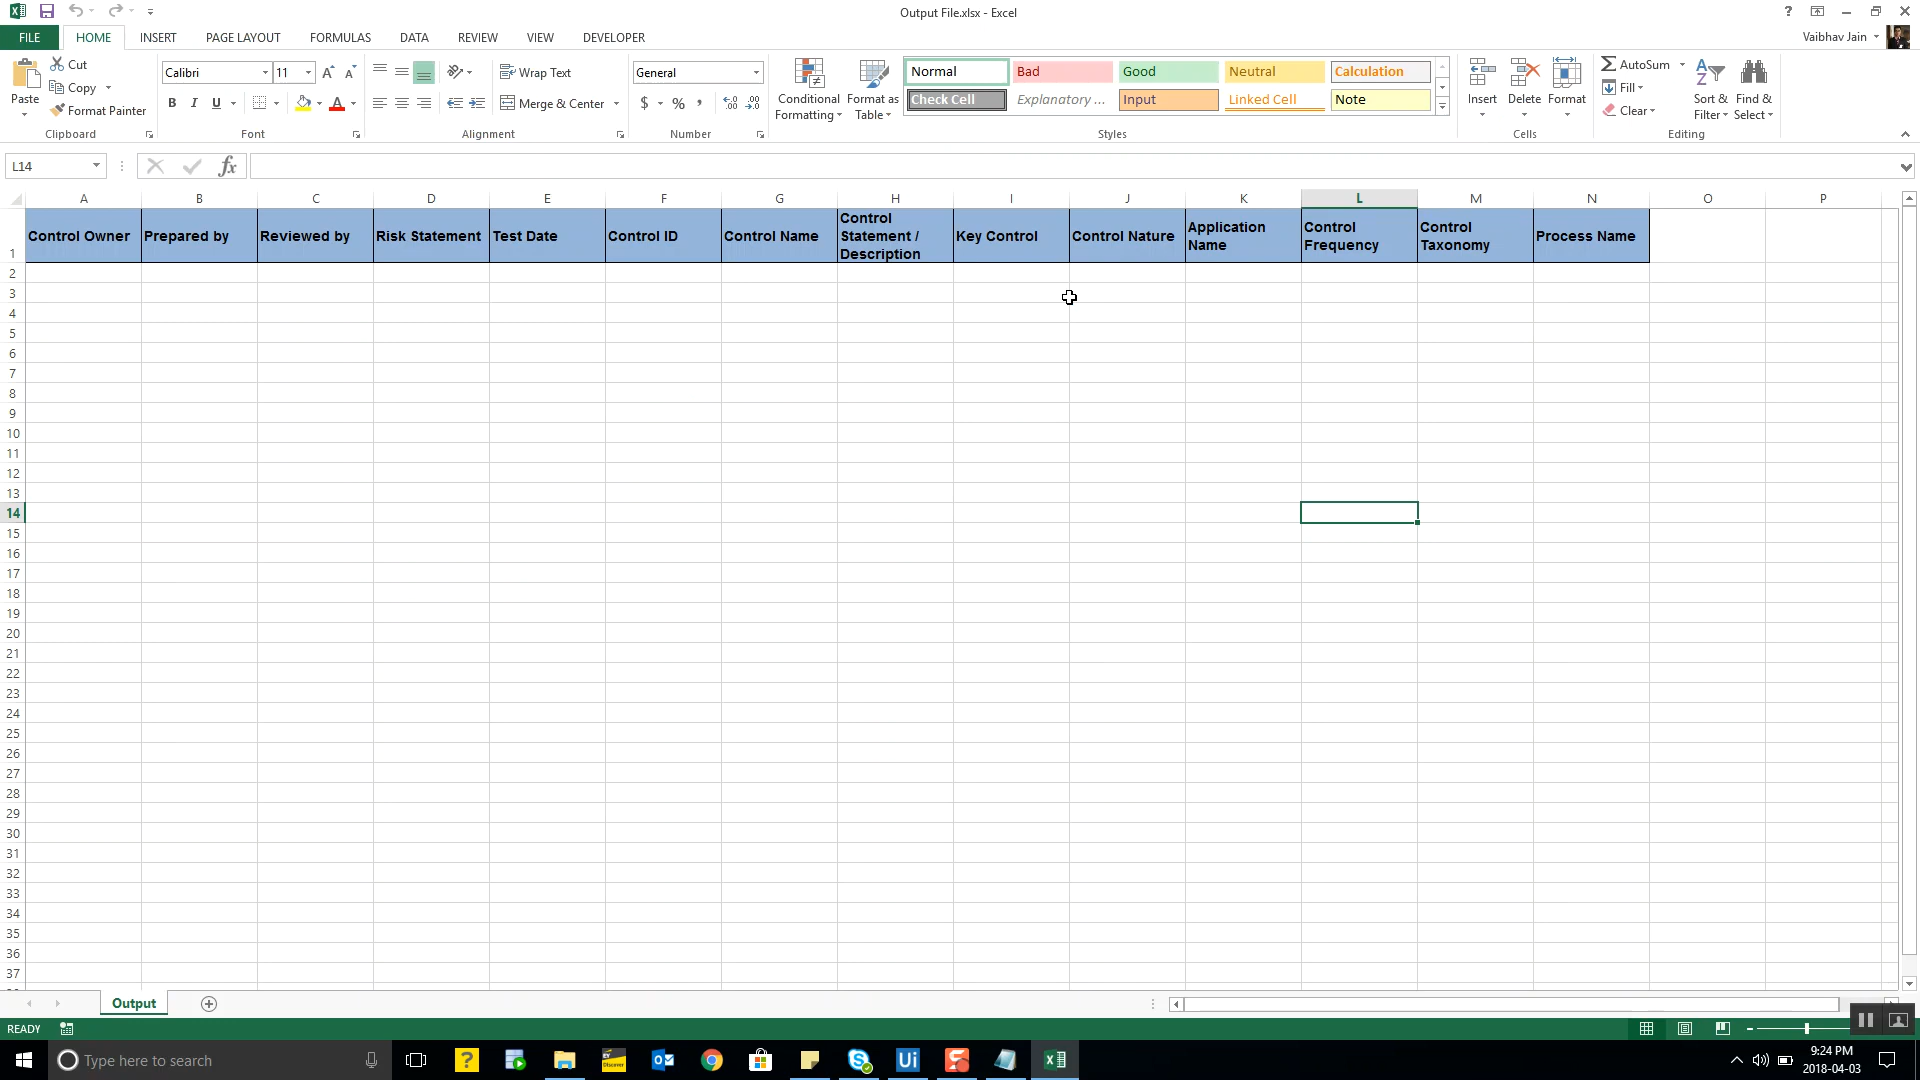 Output File.xlsx - Excel
?
FILE HOME INSERT PAGE LAYOUT FORMULAS DATA REVIEW VIEW DEVELOPER
Vaibhav Jain
Paste
Cut
Copy
Format Painter
Clipboard
Calibri 11
B I U
Font
Wrap Text
Merge & Center
Alignment
General
$ % ,
Number
Conditional
Formatting
Format as
Table
Normal Bad Good Neutral Calculation
Check Cell Explanatory ... Input Linked Cell Note
Styles
Insert Delete Format
Cells
AutoSum
Fill
Clear
Sort &
Filter
Find &
Select
Editing
L14
fx
A B C D E F G H I J K L M N O P
1
Control Owner
Prepared by
Reviewed by
Risk Statement
Test Date
Control ID
Control Name
Control
Statement /
Description
Key Control
Control Nature
Application
Name
Control
Frequency
Control
Taxonomy
Process Name
2
3
4
5
6
7
8
9
10
11
12
13
14
15
16
17
18
19
20
21
22
23
24
25
26
27
28
29
30
31
32
33
34
35
36
37
Output
READY
Type here to search
9:24 PM
2018-04-03